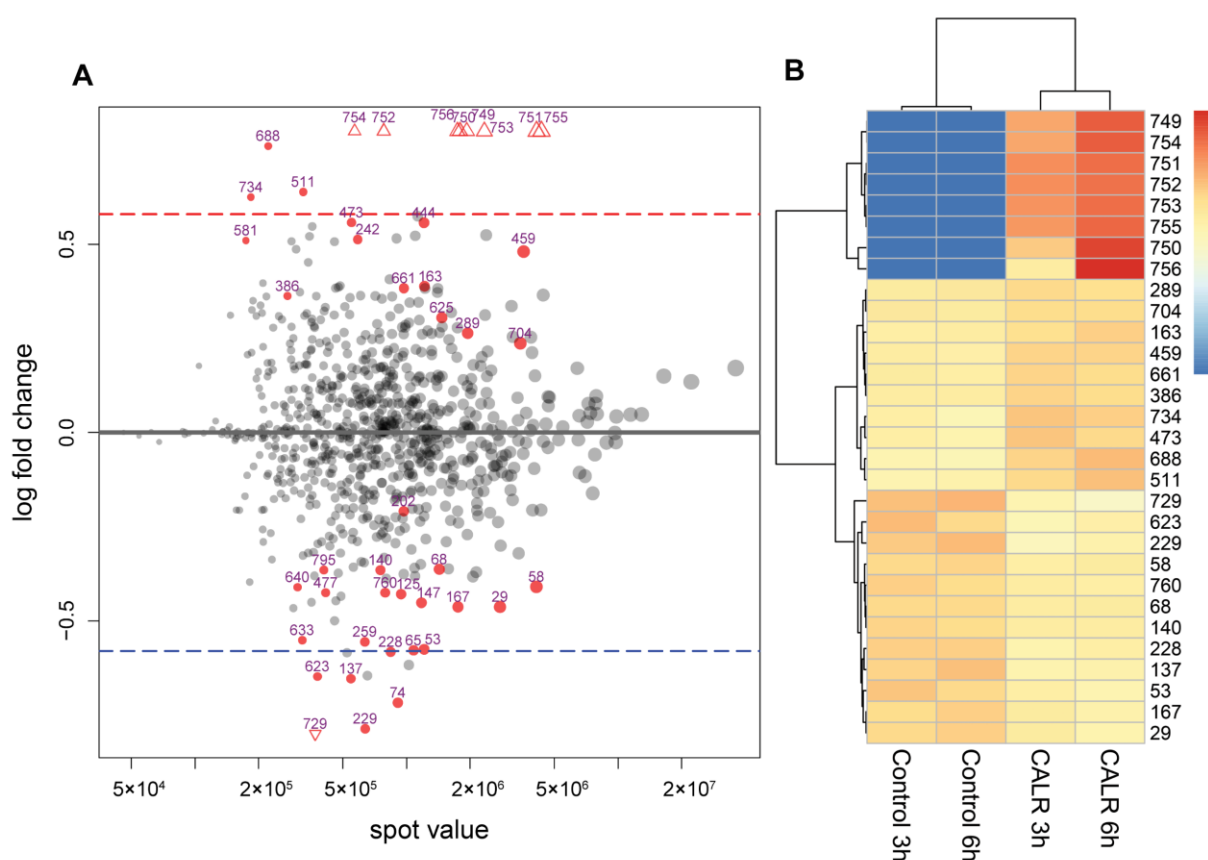 A
754 752 756 750 749 753 751 755
688
734 511
473 444
581 242 459
386 661 163
625 289 704
202
795 140 68
640 477 760 125 147 167 29 58
633 259 228 65 53
623 137
74
729 229
0.5
0.0
−0.5
log fold change
5×10⁴ 2×10⁵ 5×10⁵ 2×10⁶ 5×10⁶ 2×10⁷
spot value
B
749
754
751
752
753
755
750
756
289
704
163
459
661
386
734
473
688
511
729
623
229
58
760
68
140
228
137
53
167
29
Control 3h
Control 6h
CALR 3h
CALR 6h